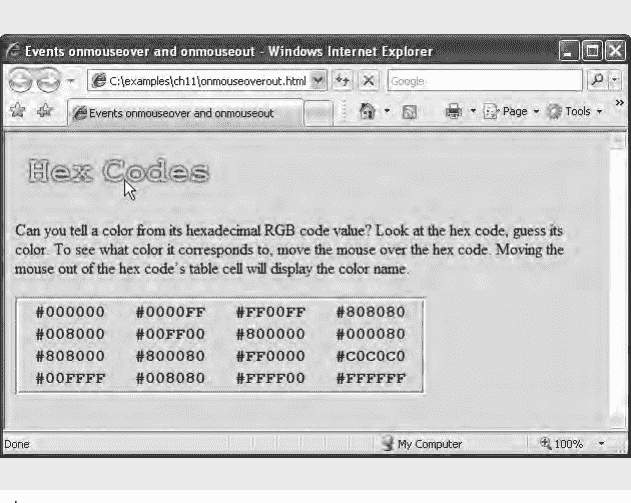 Events onmouseover and onmouseout - Windows Internet Explorer
C:\examples\ch11\onmouseoverout.html
Google
Events onmouseover and onmouseout
Page
Tools
»
Hex Codes
Can you tell a color from its hexadecimal RGB code value? Look at the hex code, guess its
color. To see what color it corresponds to, move the mouse over the hex code. Moving the
mouse out of the hex code's table cell will display the color name.
#000000 #0000FF #FF00FF #808080
#008000 #00FF00 #800000 #000080
#808000 #800080 #FF0000 #C0C0C0
#00FFFF #008080 #FFFF00 #FFFFFF
Done
My Computer
100%